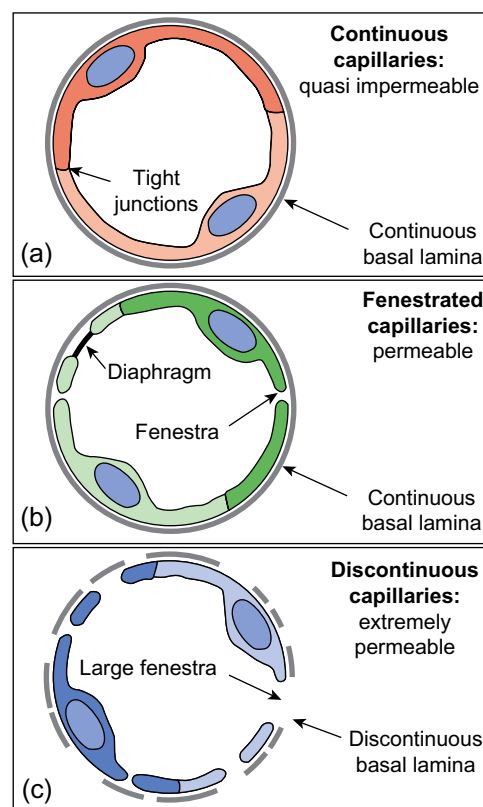 Continuous
capillaries:
quasi impermeable
Tight
junctions
Continuous
basal lamina
(a)
Fenestrated
capillaries:
permeable
Diaphragm
Fenestra
Continuous
basal lamina
(b)
Discontinuous
capillaries:
extremely
permeable
Large fenestra
Discontinuous
basal lamina
(c)